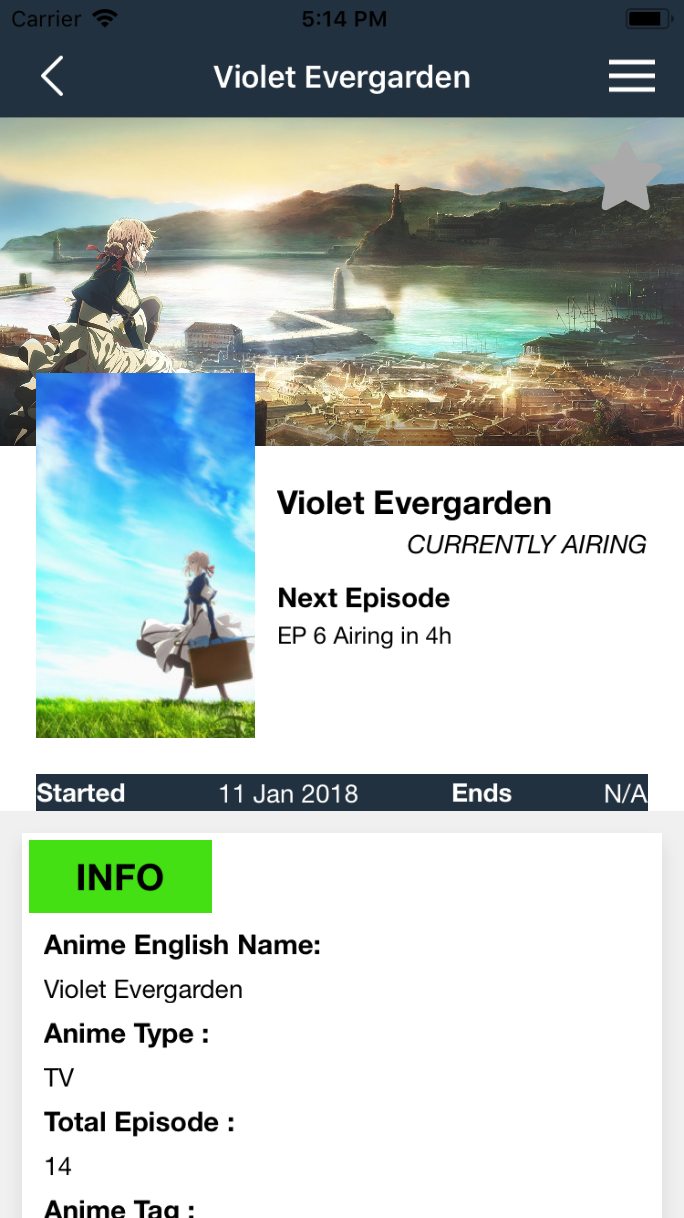 Carrier 5:14 PM
Violet Evergarden
Violet Evergarden
CURRENTLY AIRING
Next Episode
EP 6 Airing in 4h
Started 11 Jan 2018 Ends N/A
INFO
Anime English Name:
Violet Evergarden
Anime Type :
TV
Total Episode :
14
Anime Tag :